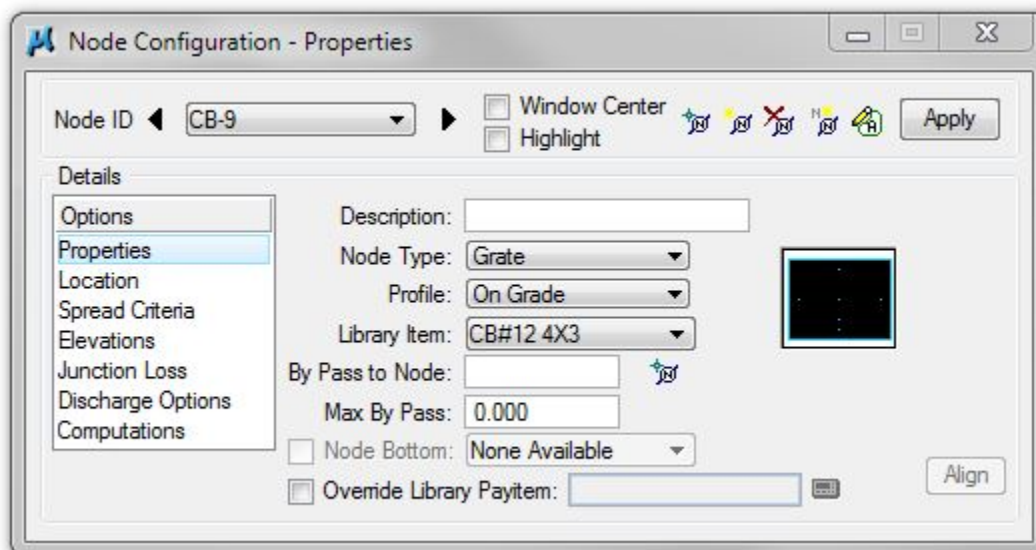 Node Configuration - Properties
Node ID CB-9 Window Center Apply
Highlight
Details
Options
Properties
Location
Spread Criteria
Elevations
Junction Loss
Discharge Options
Computations
Description:
Node Type: Grate
Profile: On Grade
Library Item: CB#12 4X3
By Pass to Node:
Max By Pass: 0.000
Node Bottom: None Available
Override Library Payitem:
Align